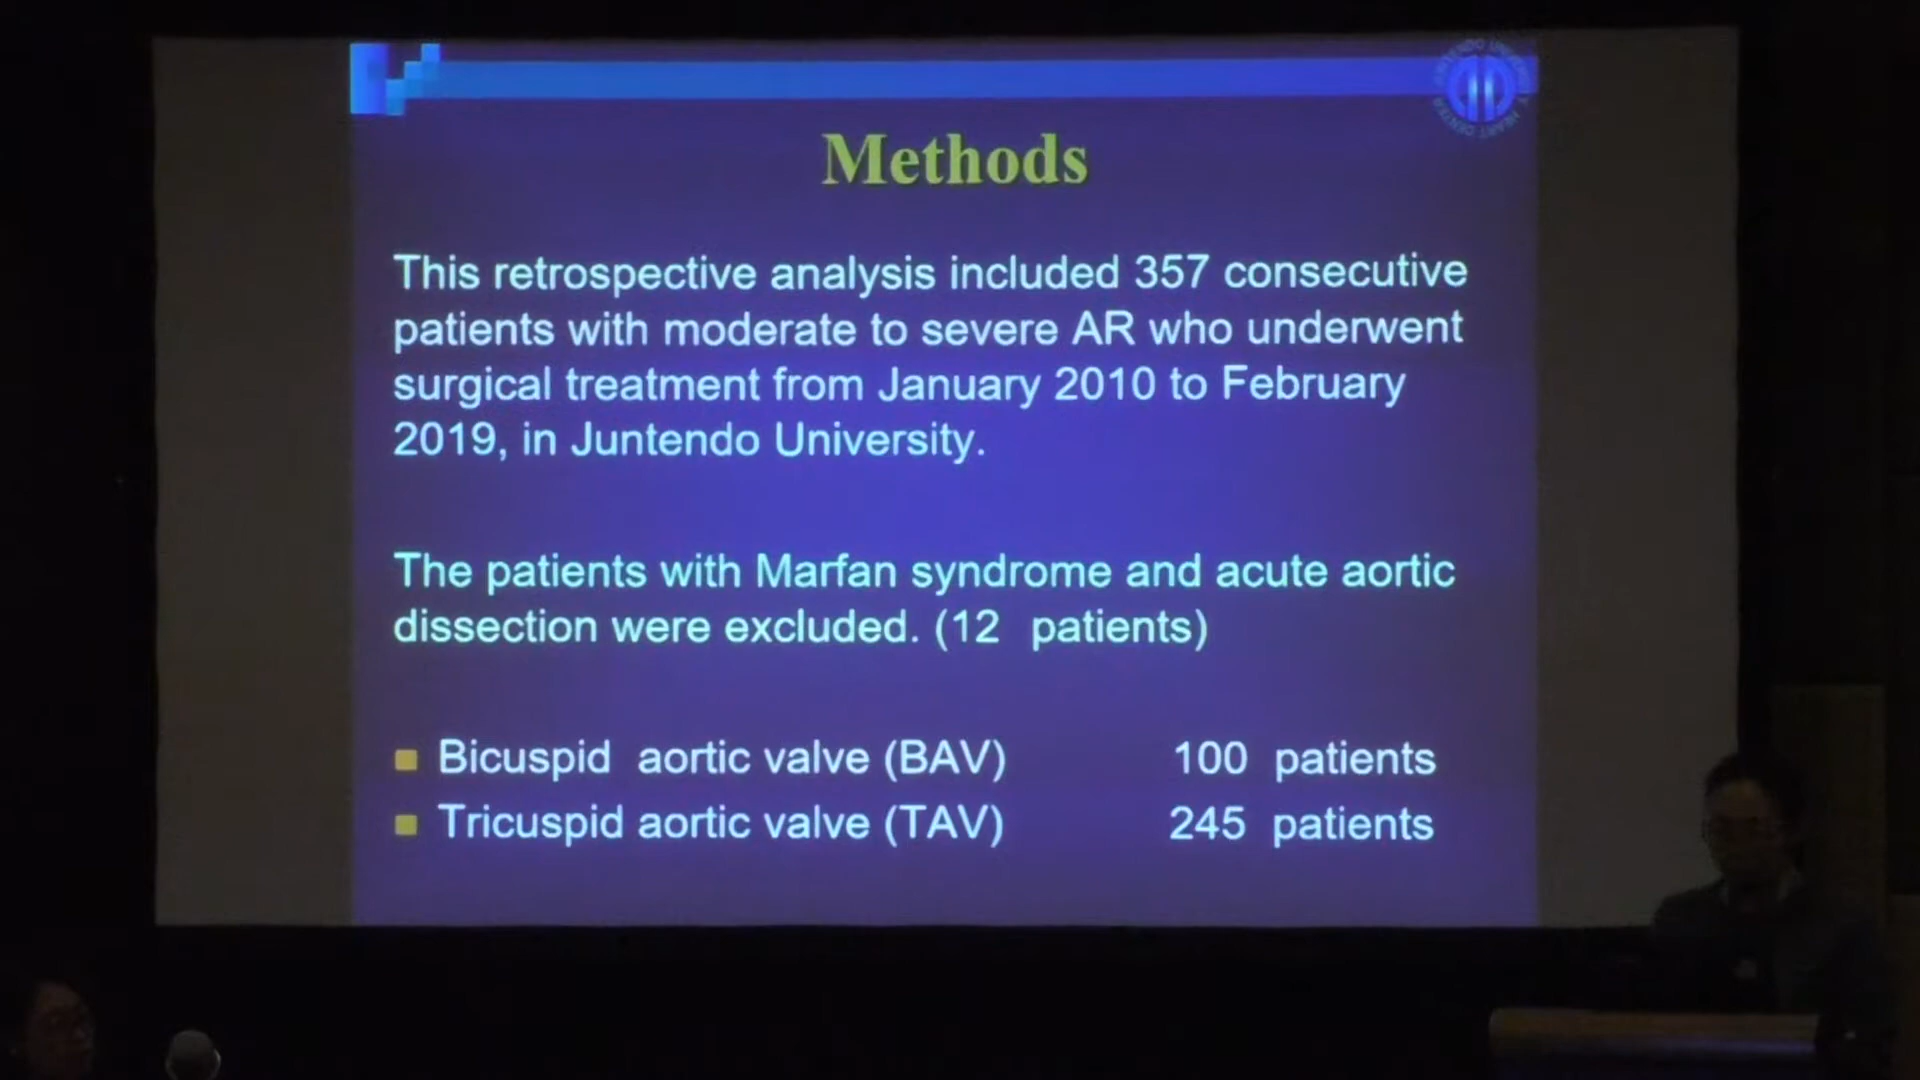 Methods
This retrospective analysis included 357 consecutive
patients with moderate to severe AR who underwent
surgical treatment from January 2010 to February
2019, in Juntendo University.
The patients with Marfan syndrome and acute aortic
dissection were excluded. (12 patients)
Bicuspid aortic valve (BAV) 100 patients
Tricuspid aortic valve (TAV) 245 patients